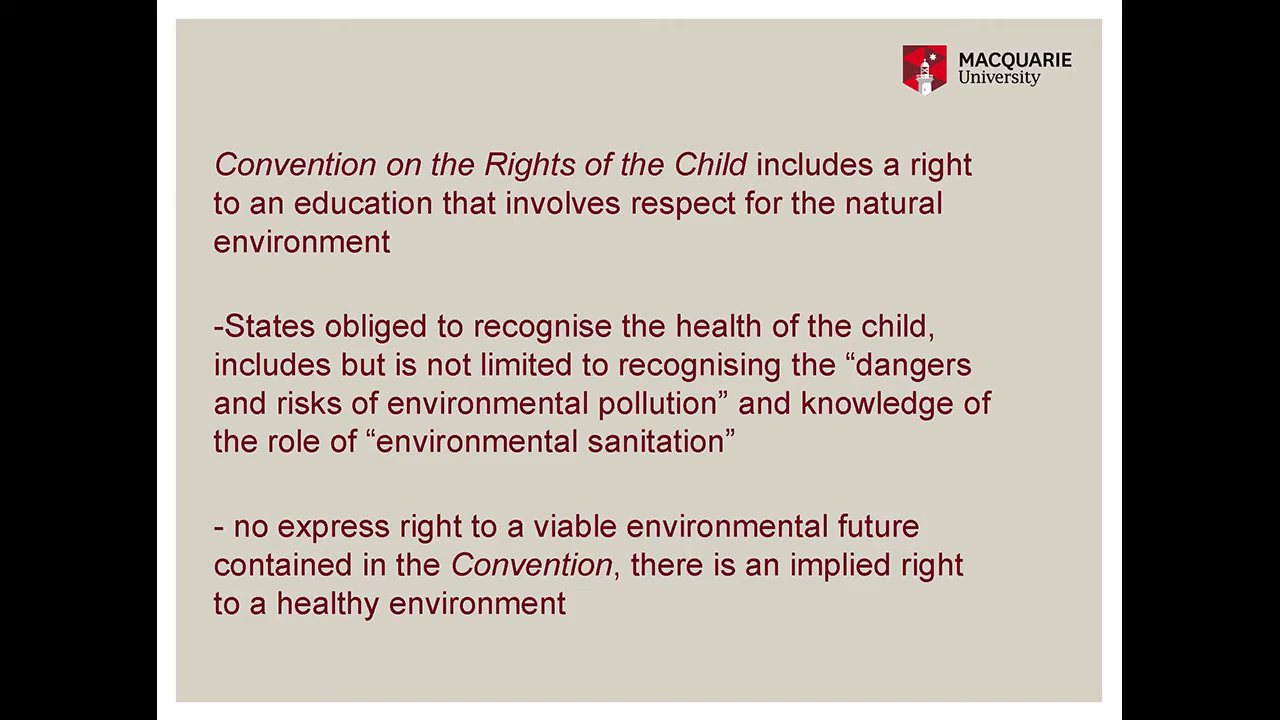 MACQUARIE
University
Convention on the Rights of the Child includes a right
to an education that involves respect for the natural
environment
-States obliged to recognise the health of the child,
includes but is not limited to recognising the “dangers
and risks of environmental pollution” and knowledge of
the role of “environmental sanitation”
- no express right to a viable environmental future
contained in the Convention, there is an implied right
to a healthy environment